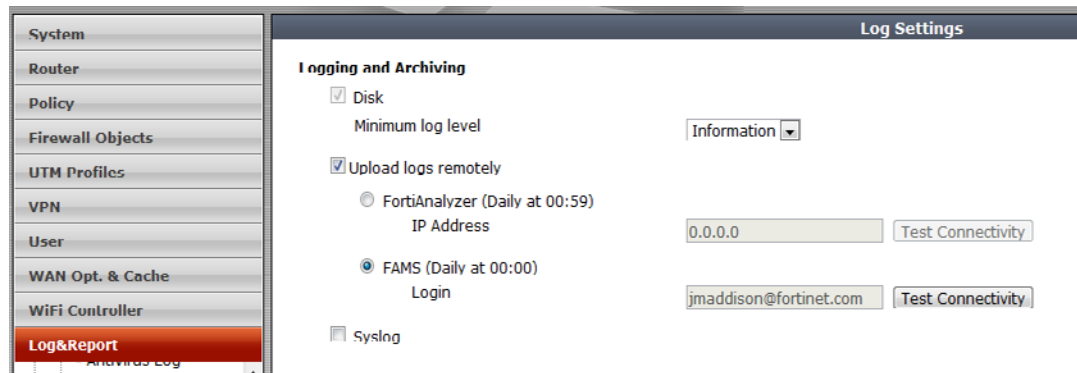 System
Router
Policy
Firewall Objects
UTM Profiles
VPN
User
WAN Opt. & Cache
WiFi Controller
Log&Report
Antivirus Log
Log Settings
Logging and Archiving
Disk
Minimum log level Information
Upload logs remotely
FortiAnalyzer (Daily at 00:59)
IP Address 0.0.0.0 Test Connectivity
FAMS (Daily at 00:00)
Login jmaddison@fortinet.com Test Connectivity
Syslog